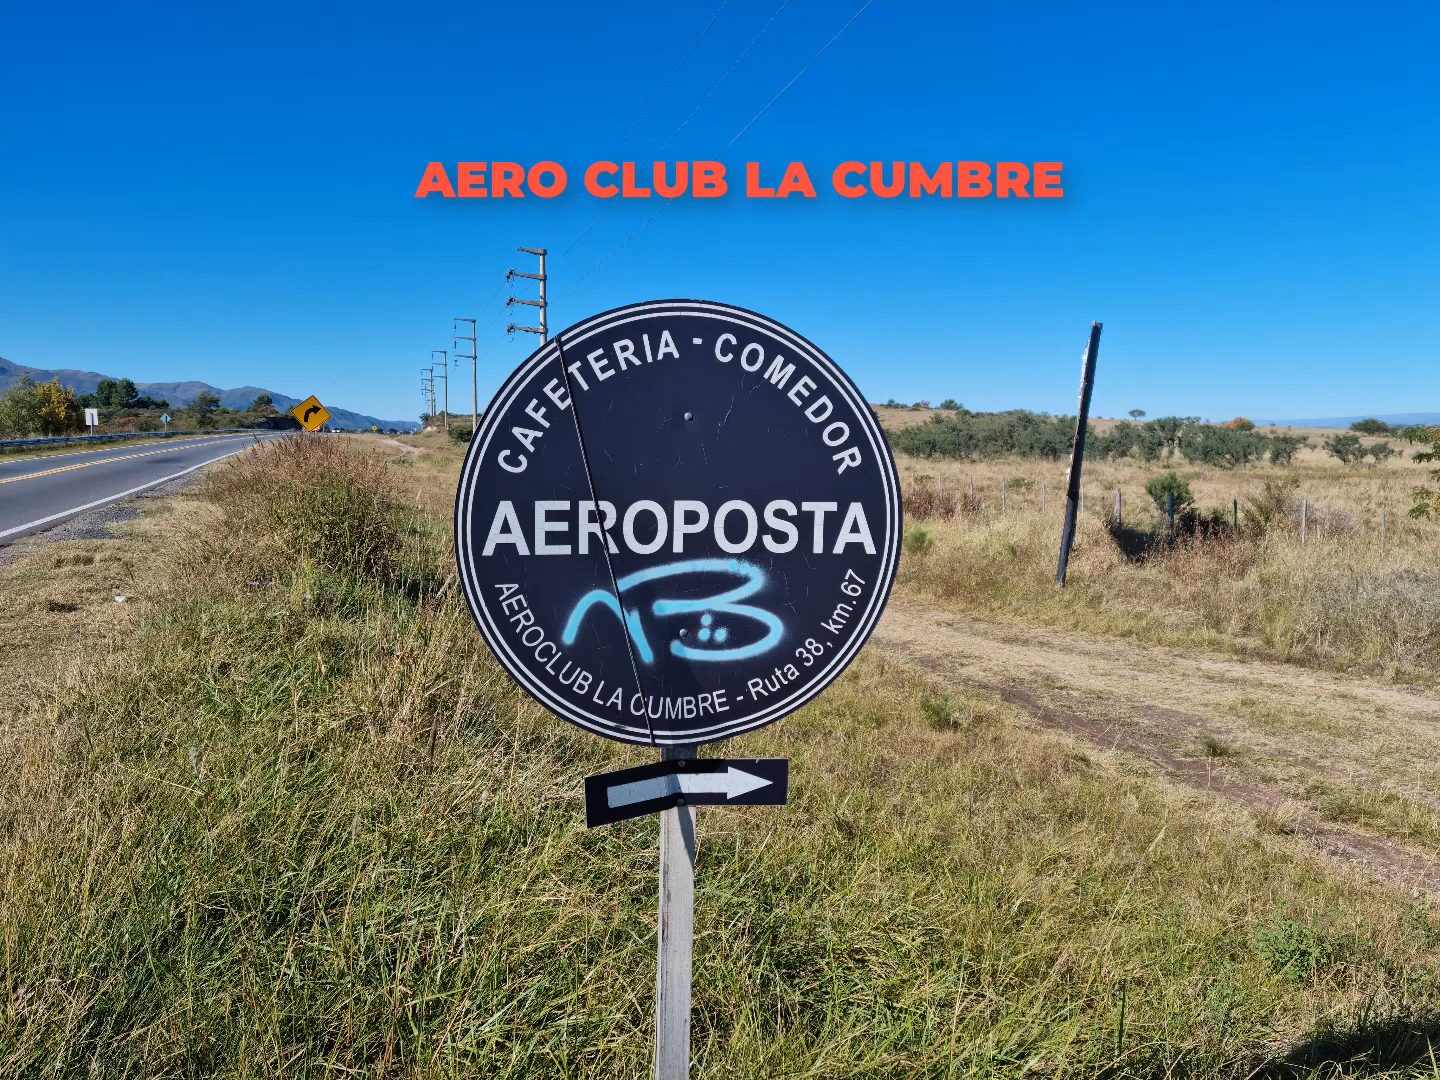 AERO CLUB LA CUMBRE
CAFETERIA - COMEDOR
AEROPOSTA
AEROCLUB LA CUMBRE - Ruta 38, km. 67